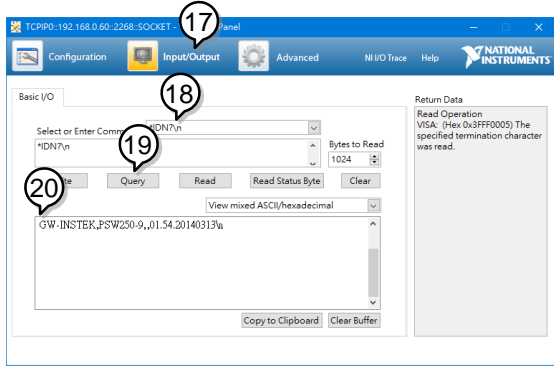 TCPIP0::192.168.0.60::2268::SOCKET - Panel
17
Configuration
Input/Output
Advanced
NI I/O Trace
Help
NATIONAL
INSTRUMENTS
Basic I/O
18
Return Data
Read Operation
VISA: (Hex 0x3FFF0005) The
specified termination character
was read.
Select or Enter Comm
*IDN?\n
*IDN?\n
19
Bytes to Read
1024
20
Query
Read
Read Status Byte
Clear
View mixed ASCII/hexadecimal
GW-INSTEK,PSW250-9,,01.54.20140313\n
Copy to Clipboard
Clear Buffer